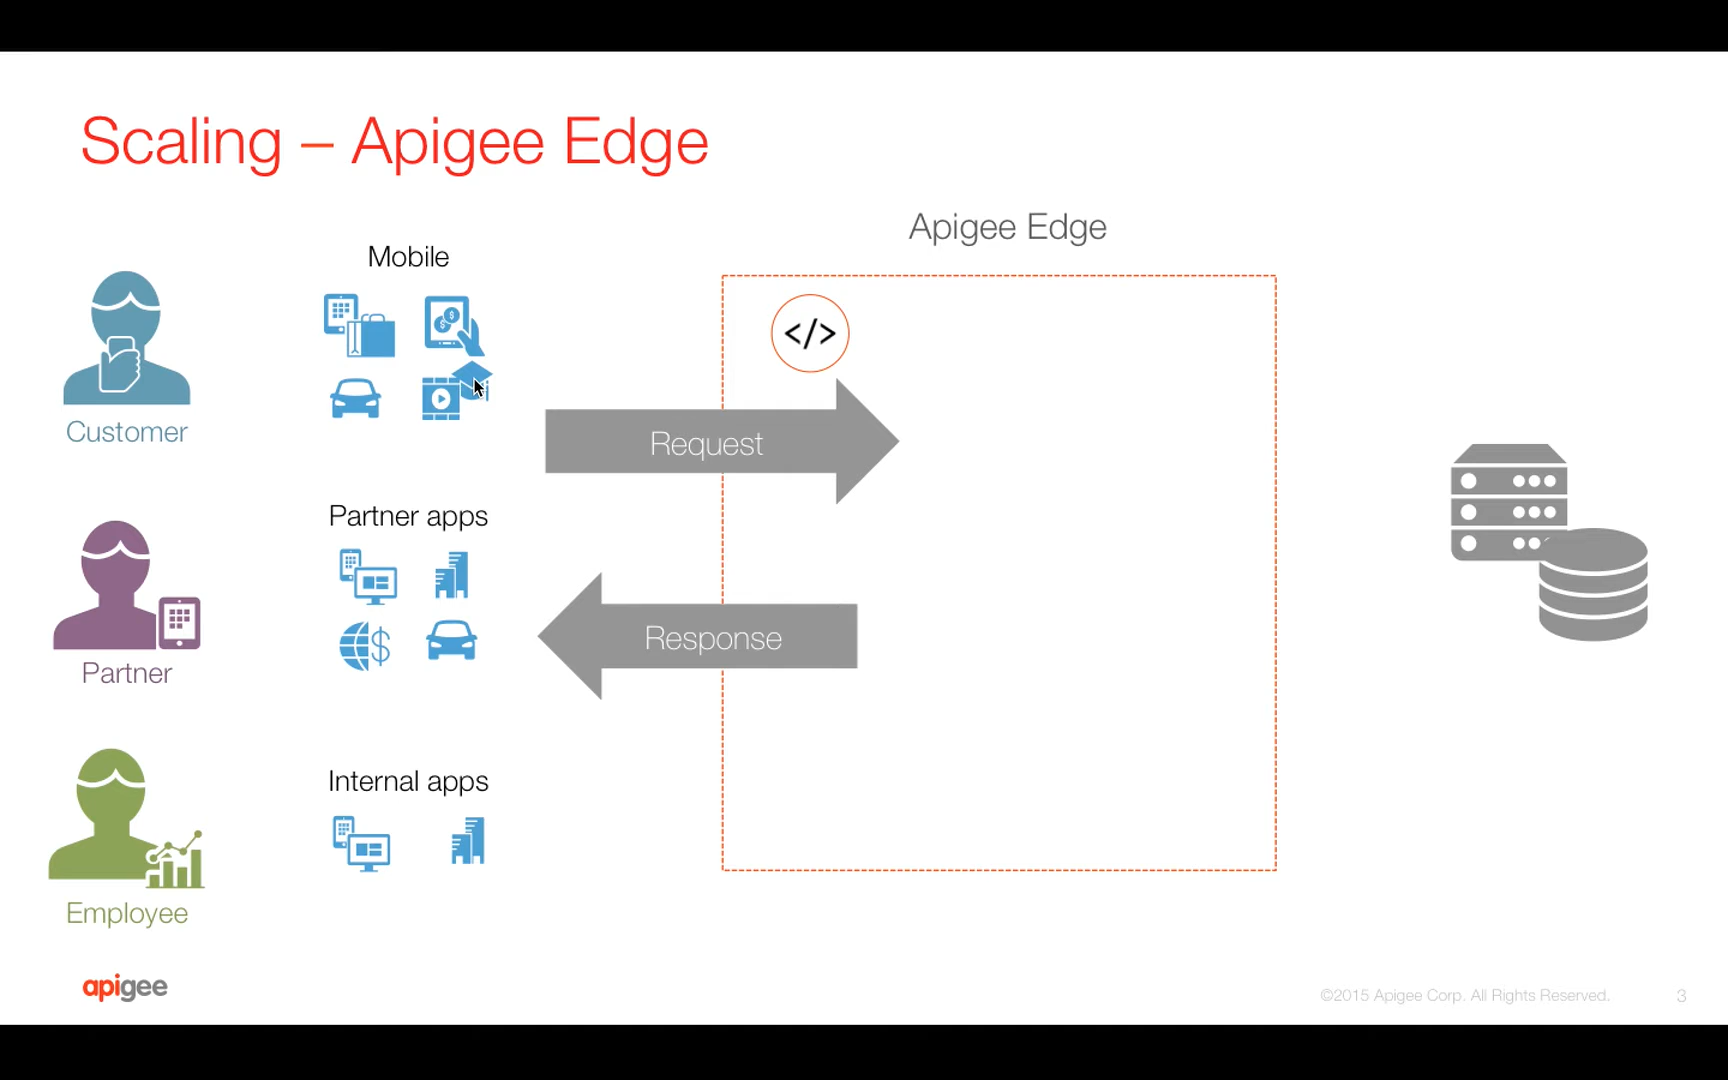 Scaling – Apigee Edge
Apigee Edge
Mobile
</>
Customer
Request
Partner apps
Response
Partner
Internal apps
Employee
apigee
©2015 Apigee Corp. All Rights Reserved.
3